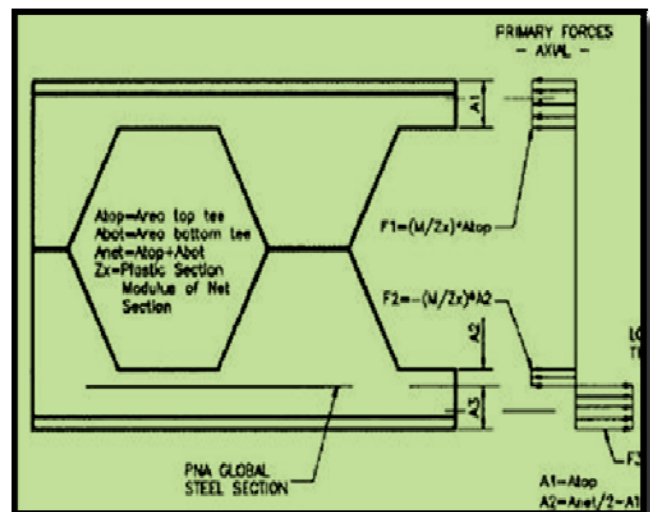 PRIMARY FORCES
- AXIAL -
A1
Atop=Area top tee
Abot=Area bottom tee
Anet=Atop+Abot
Zx=Plastic Section
Modulus of Net
Section
F1=(M/Zx)*Atop
F2=-(M/Zx)*A2
A2
A3
PNA GLOBAL
STEEL SECTION
F3
A1=Atop
A2=Anet/2-A1